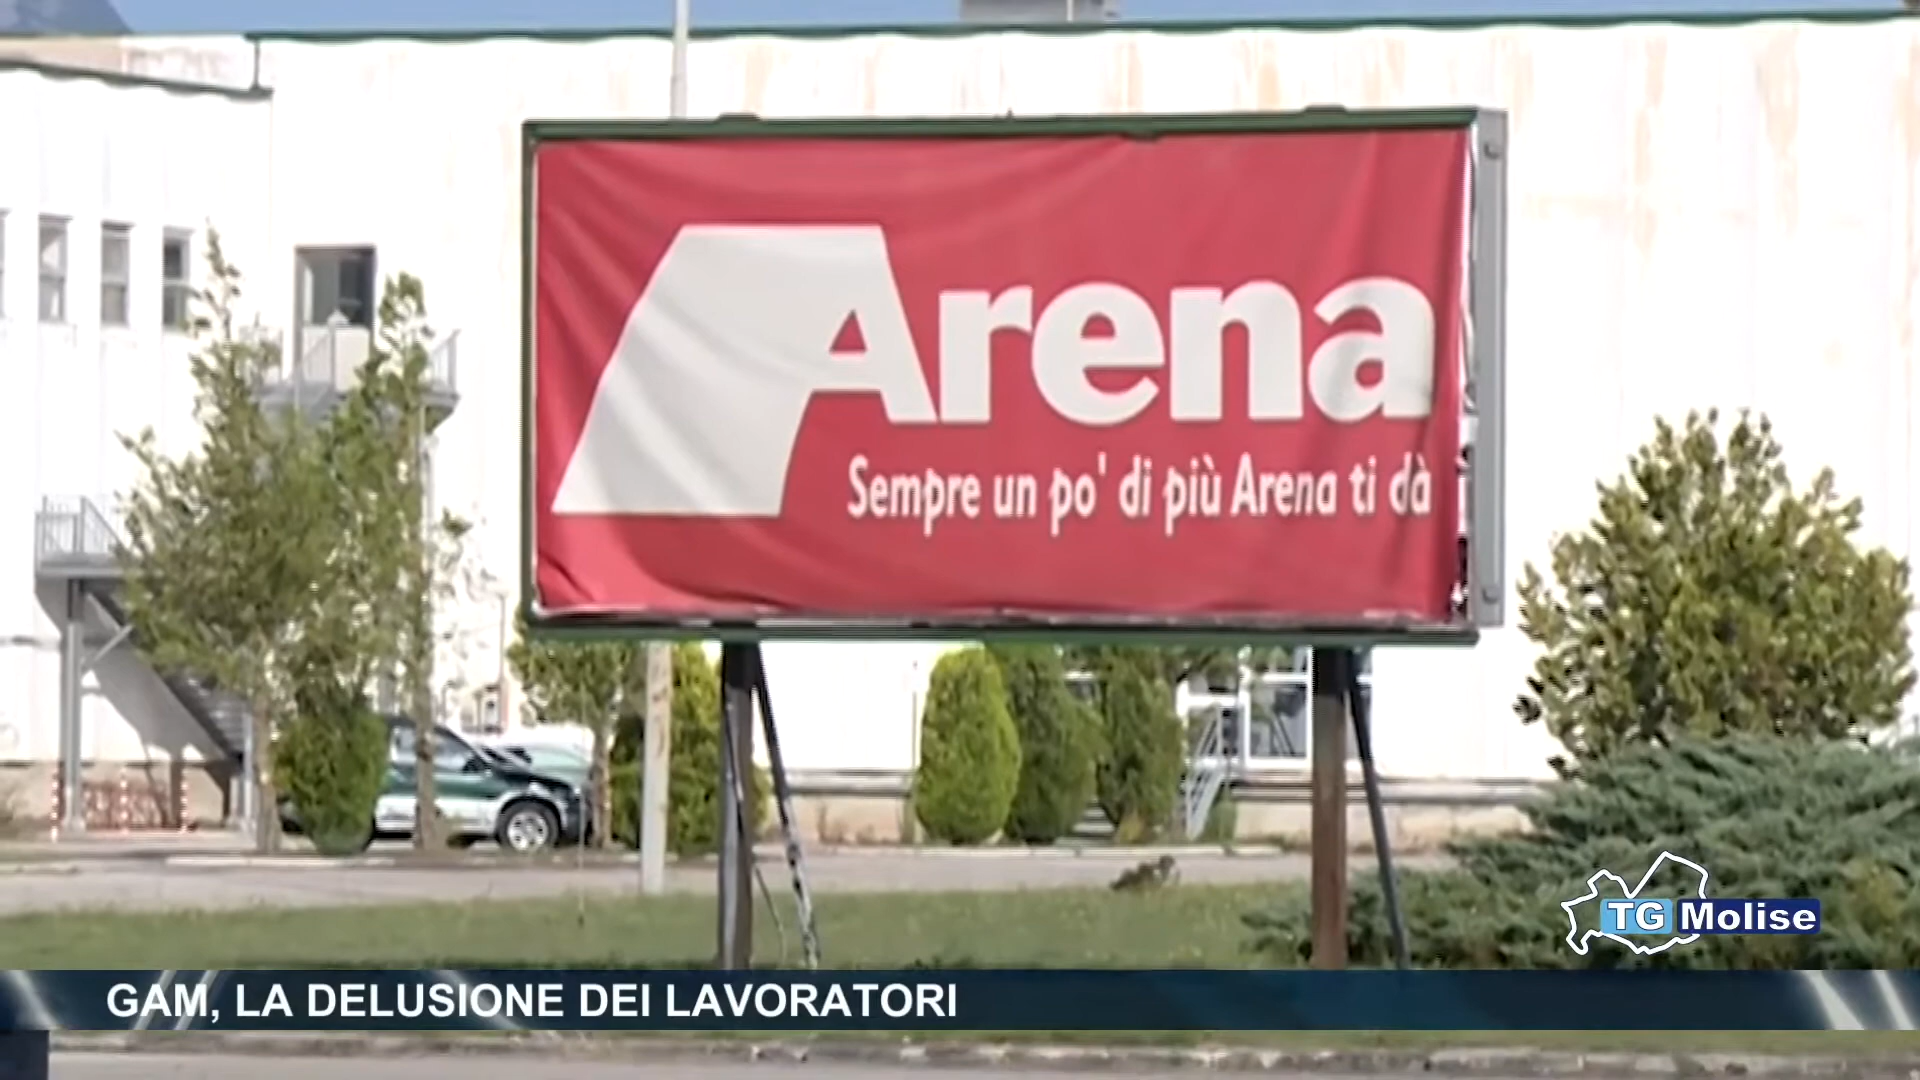 Arena
Sempre un po' di più Arena ti dà
TG Molise
GAM, LA DELUSIONE DEI LAVORATORI